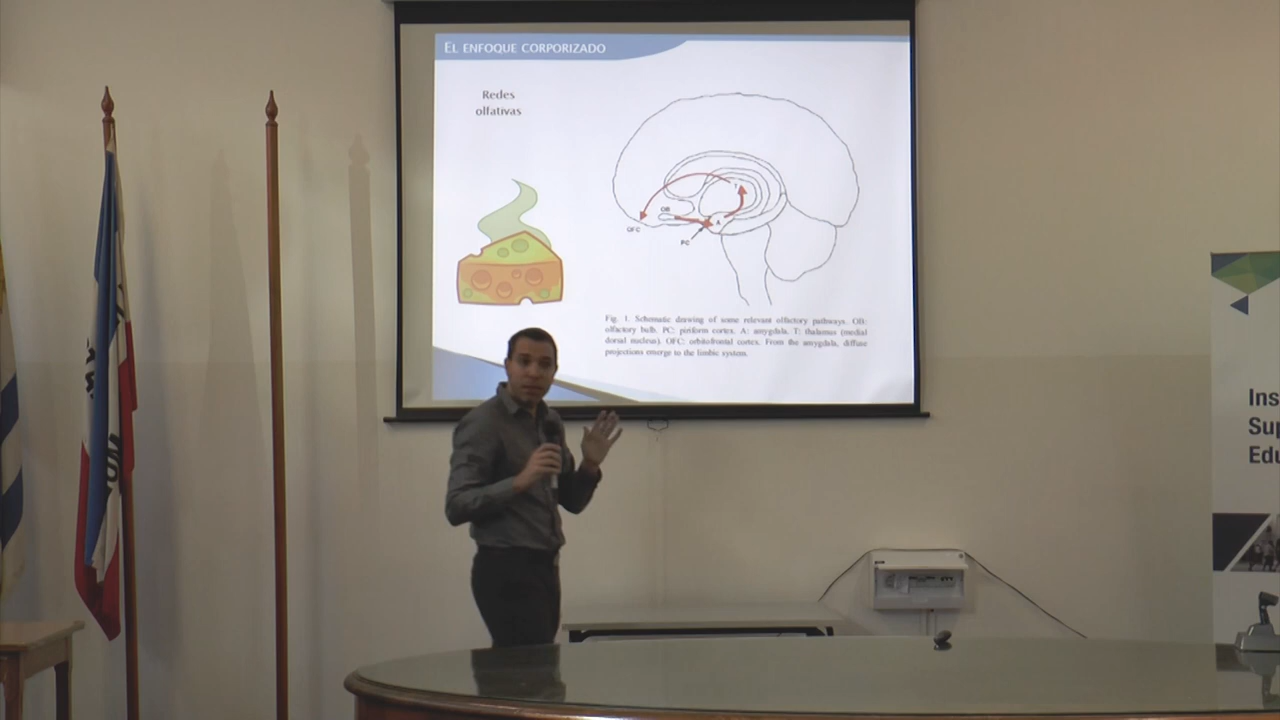 EL ENFOQUE CORPORIZADO
Redes
olfativas
T
OB
A
OFC
PC
Fig. 1. Schematic drawing of some relevant olfactory pathways. OB:
olfactory bulb. PC: piriform cortex. A: amygdala. T: thalamus (medial
dorsal nucleus). OFC: orbitofrontal cortex. From the amygdala, diffuse
projections emerge to the limbic system.
Ins
Sup
Edu